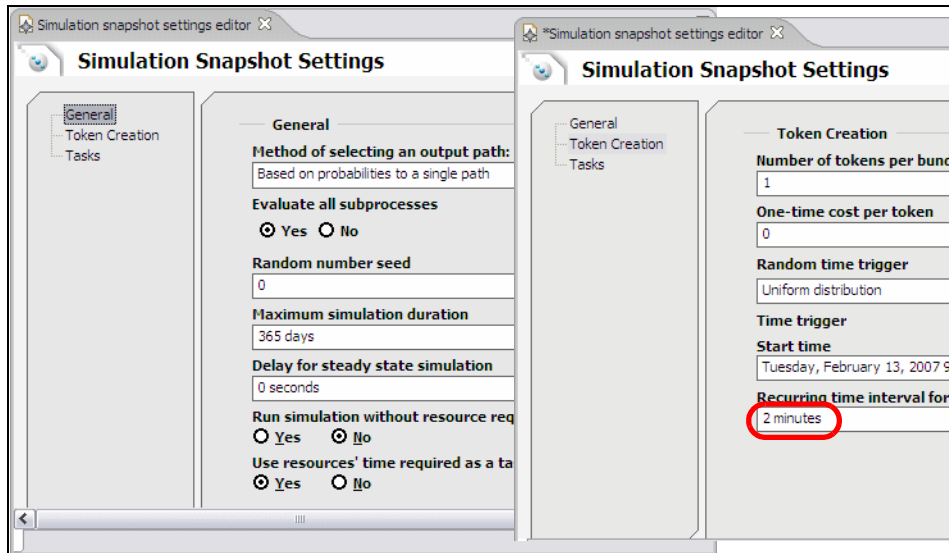 Simulation snapshot settings editor
Simulation Snapshot Settings
General
Token Creation
Tasks
General
Method of selecting an output path:
Based on probabilities to a single path
Evaluate all subprocesses
Yes No
Random number seed
0
Maximum simulation duration
365 days
Delay for steady state simulation
0 seconds
Run simulation without resource req
Yes No
Use resources' time required as a ta
Yes No
*Simulation snapshot settings editor
Simulation Snapshot Settings
General
Token Creation
Tasks
Token Creation
Number of tokens per bund
1
One-time cost per token
0
Random time trigger
Uniform distribution
Time trigger
Start time
Tuesday, February 13, 2007 9
Recurring time interval for
2 minutes